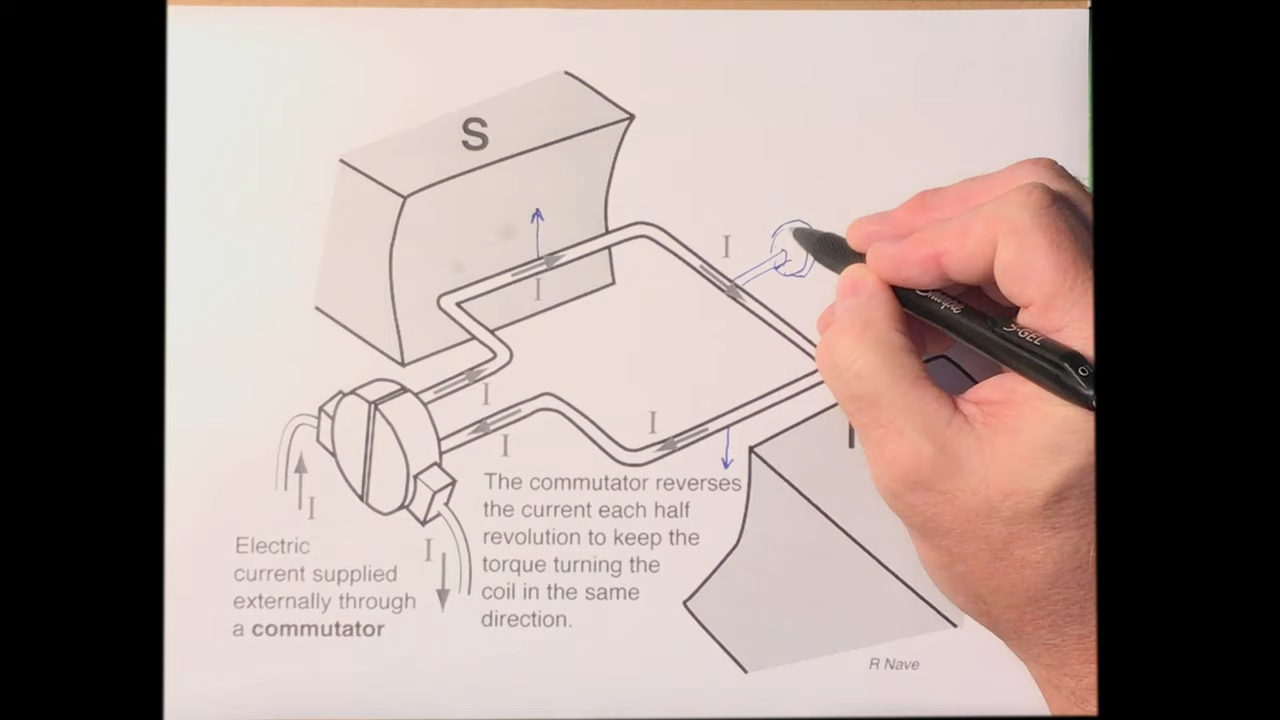 S
I
I
I
I
I
I
I
The commutator reverses
the current each half
revolution to keep the
torque turning the
coil in the same
direction.
Electric
current supplied
externally through
a commutator
R Nave
S·GEL